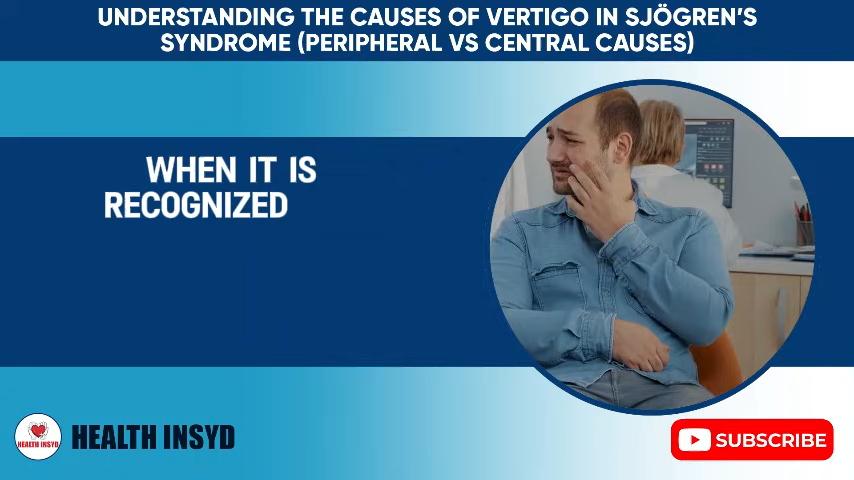 UNDERSTANDING THE CAUSES OF VERTIGO IN SJÖGREN'S
SYNDROME (PERIPHERAL VS CENTRAL CAUSES)
WHEN IT IS
RECOGNIZED
HEALTH INSYD
HEALTH INSYD
SUBSCRIBE